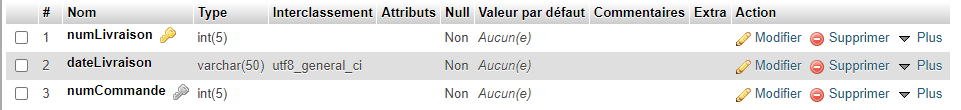 # Nom Type Interclassement Attributs Null Valeur par défaut Commentaires Extra Action
1 numLivraison int(5) Non Aucun(e) Modifier Supprimer Plus
2 dateLivraison varchar(50) utf8_general_ci Non Aucun(e) Modifier Supprimer Plus
3 numCommande int(5) Non Aucun(e) Modifier Supprimer Plus